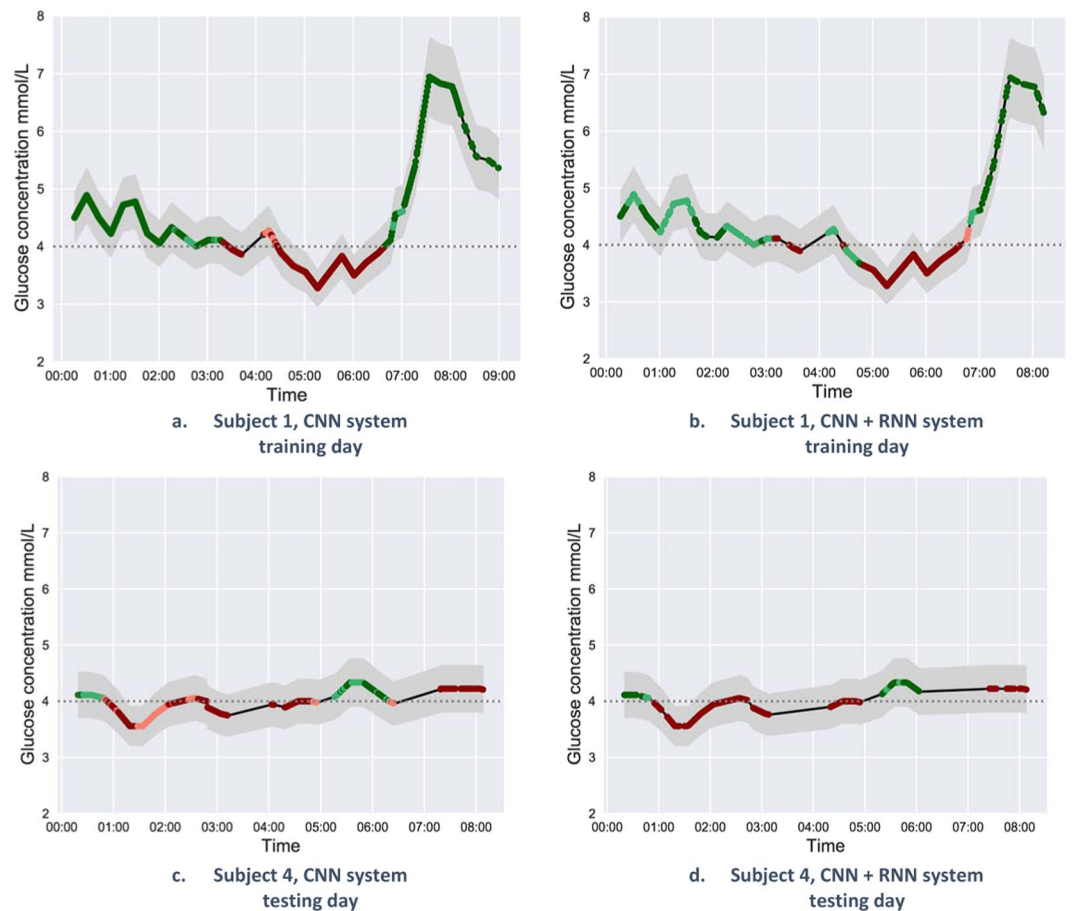 8
7
6
5
4
3
2
Glucose concentration mmol/L
00:00 01:00 02:00 03:00 04:00 05:00 06:00 07:00 08:00 09:00
Time
a. Subject 1, CNN system
training day
8
7
6
5
4
3
2
Glucose concentration mmol/L
00:00 01:00 02:00 03:00 04:00 05:00 06:00 07:00 08:00
Time
b. Subject 1, CNN + RNN system
training day
8
7
6
5
4
3
2
Glucose concentration mmol/L
00:00 01:00 02:00 03:00 04:00 05:00 06:00 07:00 08:00
Time
c. Subject 4, CNN system
testing day
8
7
6
5
4
3
2
Glucose concentration mmol/L
00:00 01:00 02:00 03:00 04:00 05:00 06:00 07:00 08:00
Time
d. Subject 4, CNN + RNN system
testing day